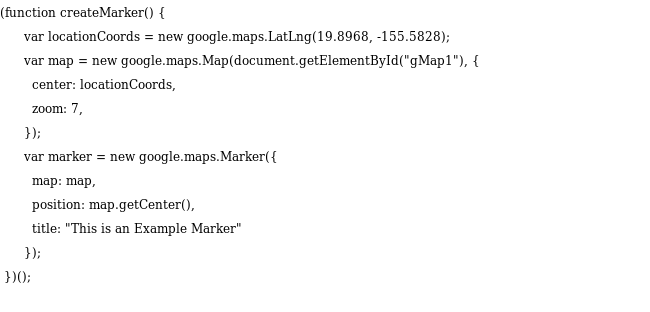 (function createMarker() {
var locationCoords = new google.maps.LatLng(19.8968, -155.5828);
var map = new google.maps.Map(document.getElementById("gMap1"), {
center: locationCoords,
zoom: 7,
});
var marker = new google.maps.Marker({
map: map,
position: map.getCenter(),
title: "This is an Example Marker"
});
})();